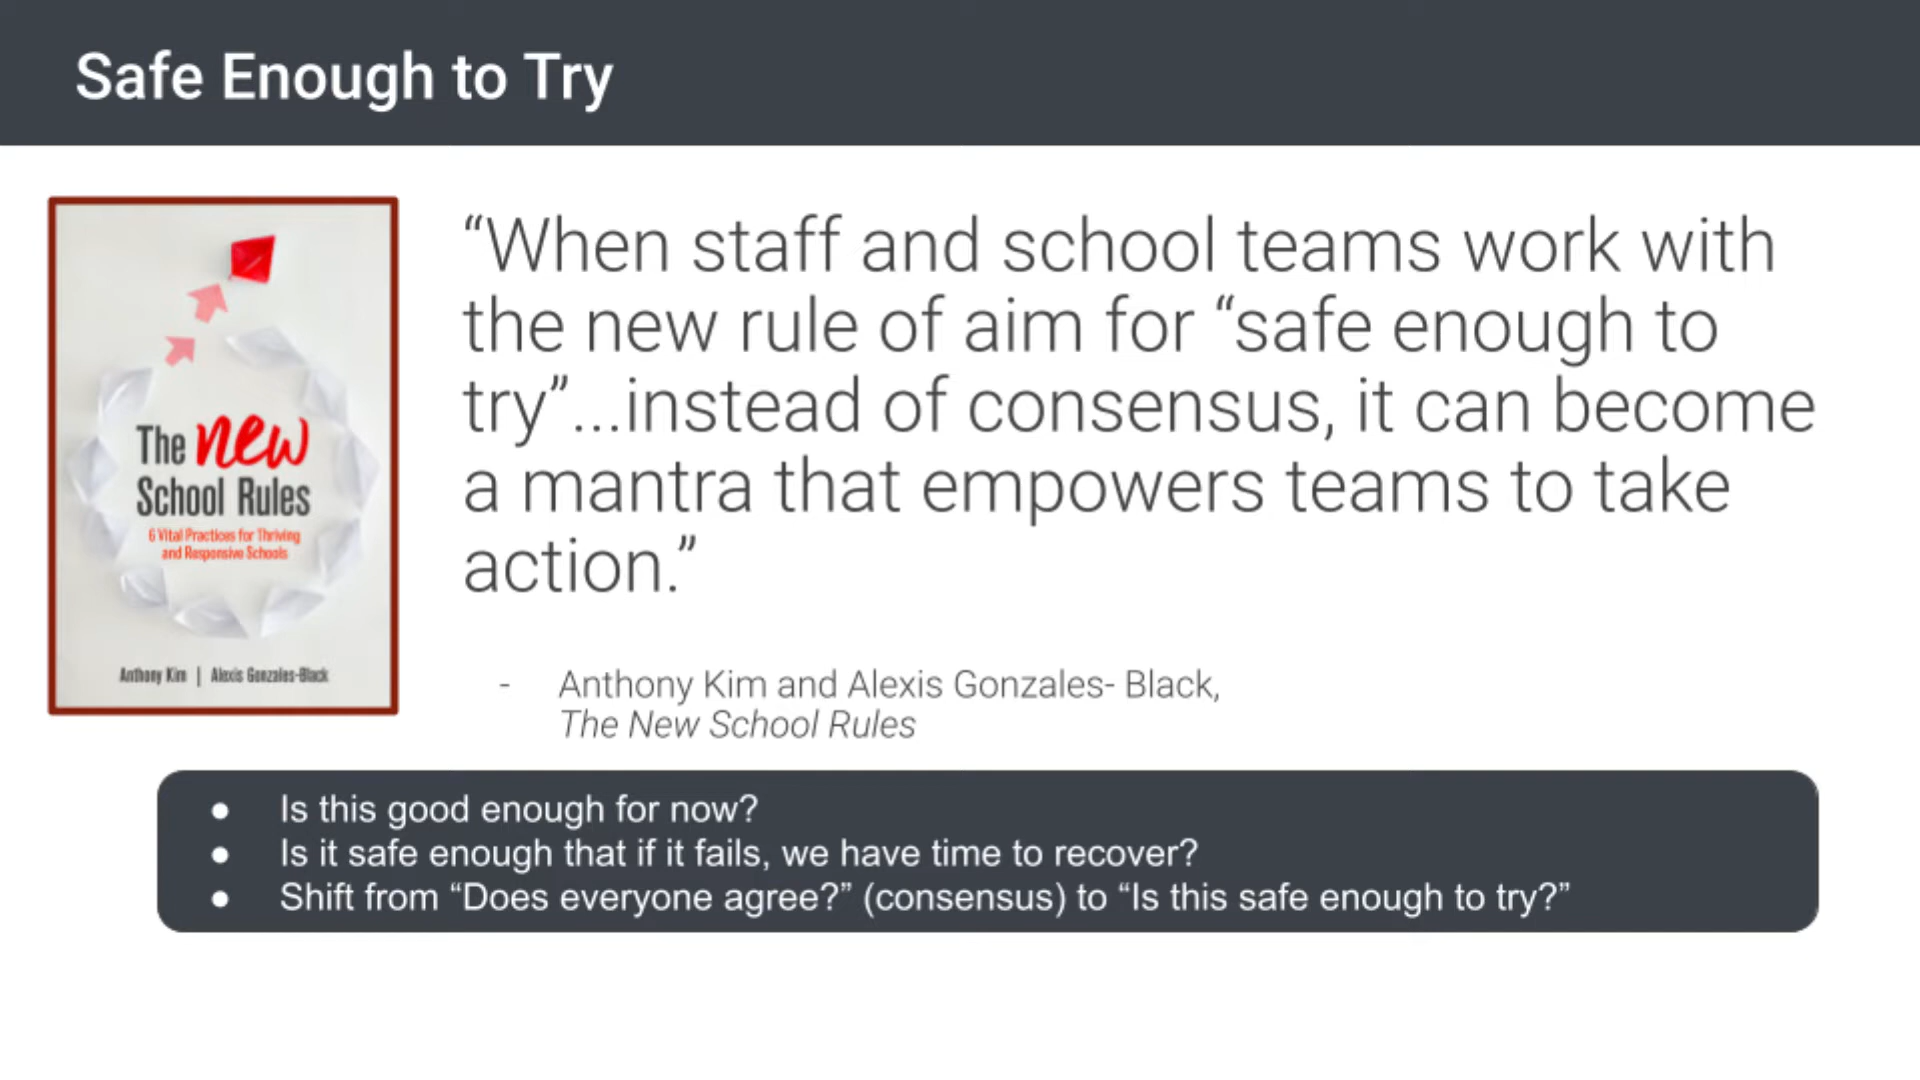 Safe Enough to Try
The new
School Rules
6 Vital Practices for Thriving
and Responsive Schools
Anthony Kim | Alexis Gonzales-Black
“When staff and school teams work with
the new rule of aim for “safe enough to
try”...instead of consensus, it can become
a mantra that empowers teams to take
action.”
- Anthony Kim and Alexis Gonzales- Black,
The New School Rules
● Is this good enough for now?
● Is it safe enough that if it fails, we have time to recover?
● Shift from “Does everyone agree?” (consensus) to “Is this safe enough to try?”